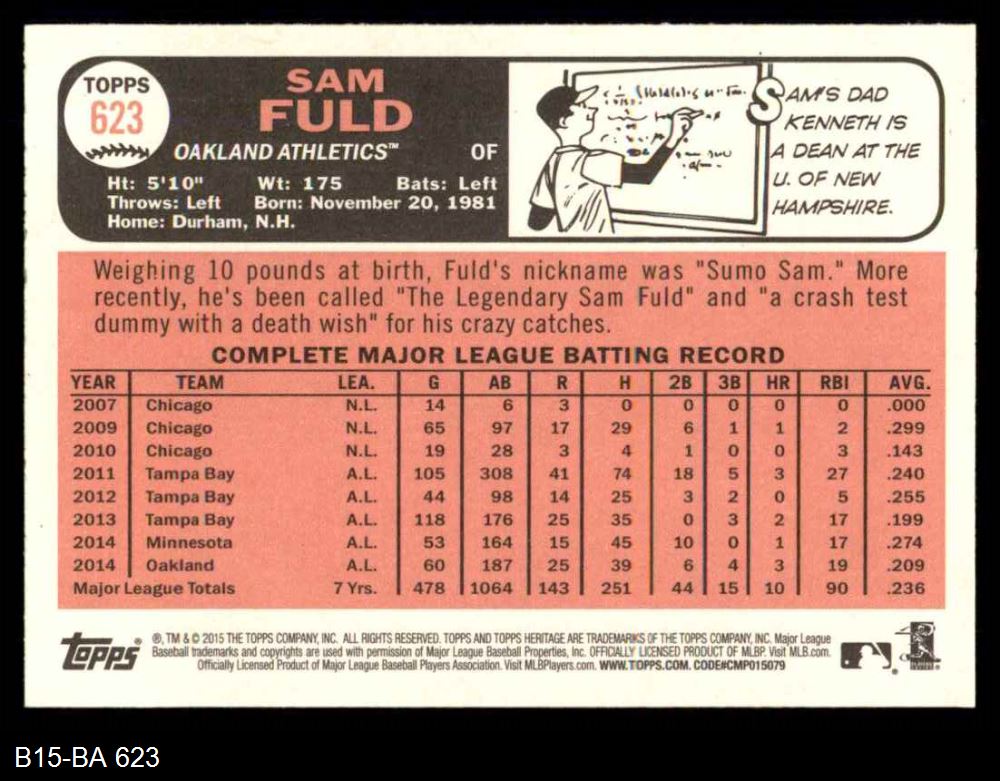 TOPPS
623
SAM
FULD
OAKLAND ATHLETICS™ OF
Ht: 5'10" Wt: 175 Bats: Left
Throws: Left Born: November 20, 1981
Home: Durham, N.H.
SAM'S DAD
KENNETH IS
A DEAN AT THE
U. OF NEW
HAMPSHIRE.
Weighing 10 pounds at birth, Fuld's nickname was "Sumo Sam." More
recently, he's been called "The Legendary Sam Fuld" and "a crash test
dummy with a death wish" for his crazy catches.
COMPLETE MAJOR LEAGUE BATTING RECORD
YEAR TEAM LEA. G AB R H 2B 3B HR RBI AVG.
2007 Chicago N.L. 14 6 3 0 0 0 0 0 .000
2009 Chicago N.L. 65 97 17 29 6 1 1 2 .299
2010 Chicago N.L. 19 28 3 4 1 0 0 3 .143
2011 Tampa Bay A.L. 105 308 41 74 18 5 3 27 .240
2012 Tampa Bay A.L. 44 98 14 25 3 2 0 5 .255
2013 Tampa Bay A.L. 118 176 25 35 0 3 2 17 .199
2014 Minnesota A.L. 53 164 15 45 10 0 1 17 .274
2014 Oakland A.L. 60 187 25 39 6 4 3 19 .209
Major League Totals 7 Yrs. 478 1064 143 251 44 15 10 90 .236
Topps®
®, TM & © 2015 THE TOPPS COMPANY, INC. ALL RIGHTS RESERVED. TOPPS AND TOPPS HERITAGE ARE TRADEMARKS OF THE TOPPS COMPANY, INC. Major League
Baseball trademarks and copyrights are used with permission of Major League Baseball Properties, Inc. OFFICIALLY LICENSED PRODUCT OF MLBP. Visit MLB.com.
Officially Licensed Product of Major League Baseball Players Association. Visit MLBPlayers.com. WWW.TOPPS.COM. CODE#CMP015079
B15-BA 623